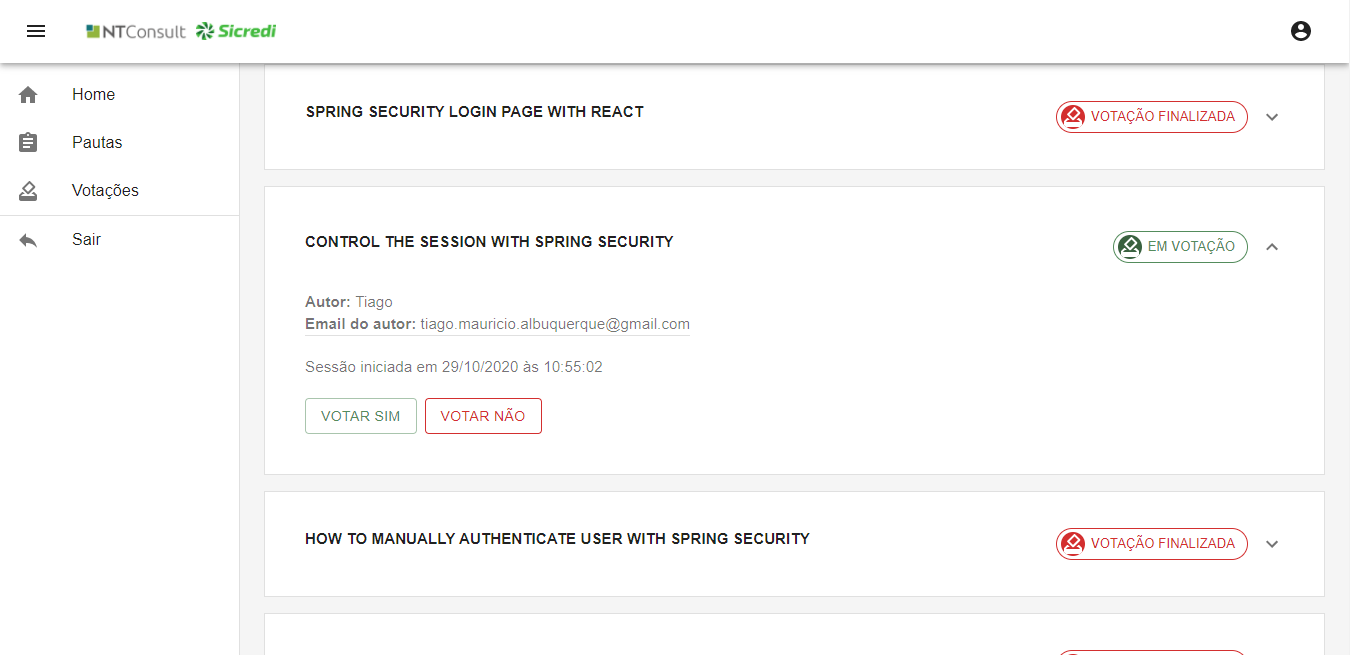 NTConsult Sicredi
Home
Pautas
Votações
Sair
SPRING SECURITY LOGIN PAGE WITH REACT
VOTAÇÃO FINALIZADA
CONTROL THE SESSION WITH SPRING SECURITY
EM VOTAÇÃO
Autor: Tiago
Email do autor: tiago.mauricio.albuquerque@gmail.com
Sessão iniciada em 29/10/2020 às 10:55:02
VOTAR SIM
VOTAR NÃO
HOW TO MANUALLY AUTHENTICATE USER WITH SPRING SECURITY
VOTAÇÃO FINALIZADA